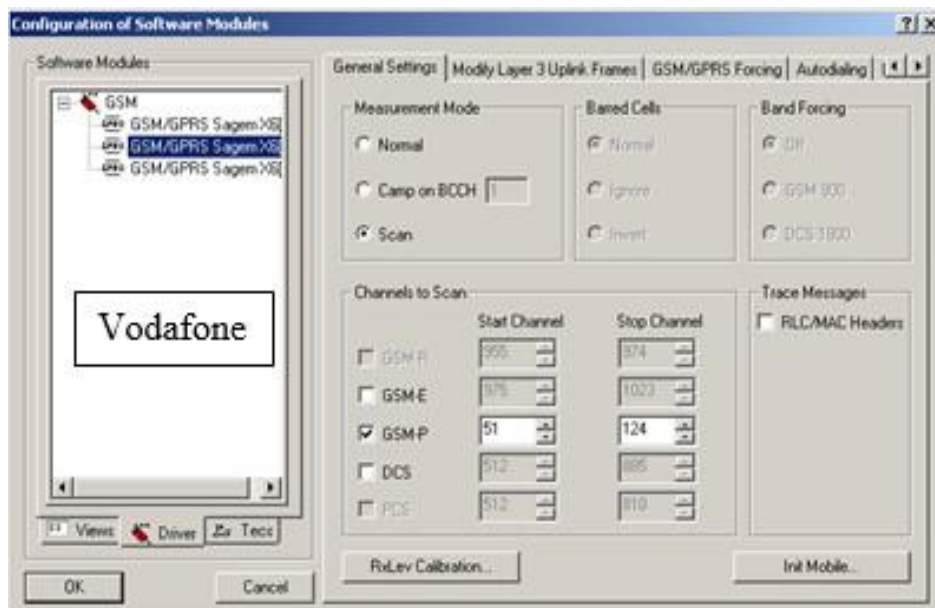 Configuration of Software Modules
Software Modules
GSM
GSM/GPRS Sagem X6
GSM/GPRS Sagem X6
GSM/GPRS Sagem X6
Vodafone
Views Driver Tecs
OK Cancel
General Settings Modify Layer 3 Uplink Frames GSM/GPRS Forcing Autodialing
Measurement Mode
Normal
Camp on BCCH 1
Scan
Barred Cells
Normal
Ignore
Invert
Band Forcing
Off
GSM 900
DCS 1800
Channels to Scan
Start Channel Stop Channel
GSM-R 955 974
GSM-E 975 1023
GSM-P 51 124
DCS 512 885
PCS 512 810
Trace Messages
RLC/MAC Headers
RxLev Calibration... Init Mobile...